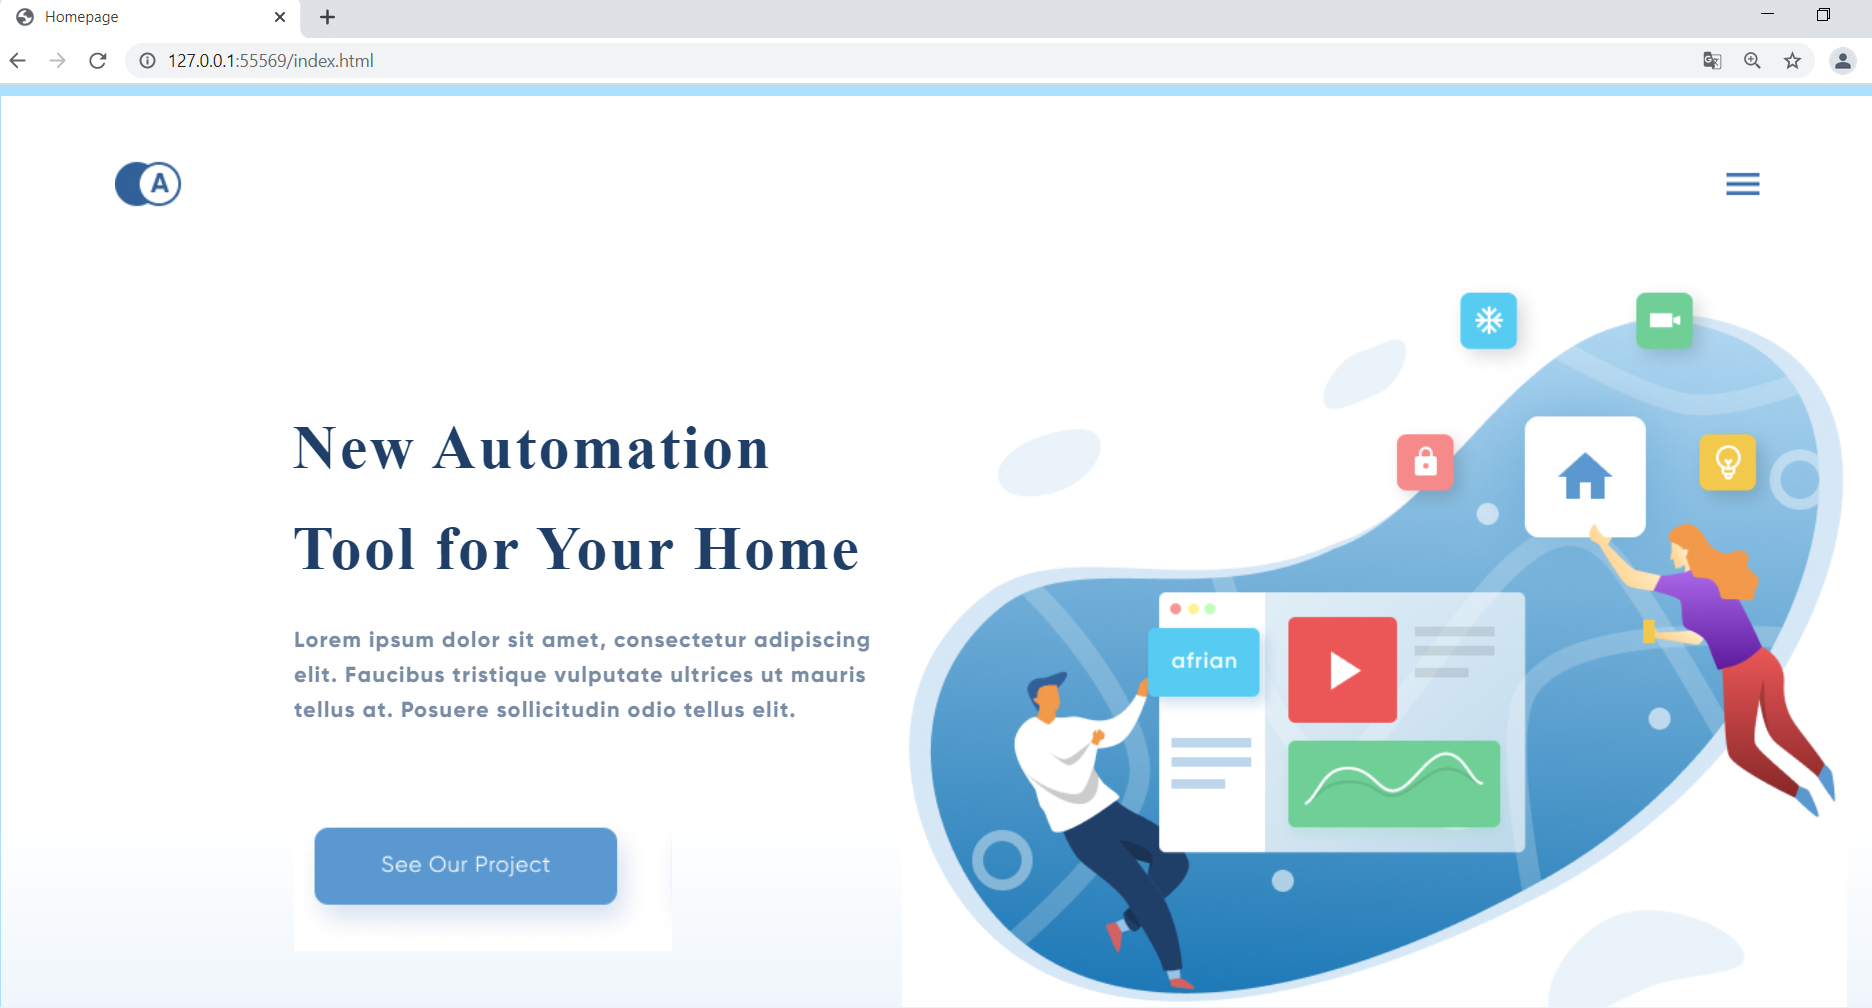 Homepage
127.0.0.1:55569/index.html
A
New Automation
Tool for Your Home
Lorem ipsum dolor sit amet, consectetur adipiscing
elit. Faucibus tristique vulputate ultrices ut mauris
tellus at. Posuere sollicitudin odio tellus elit.
See Our Project
afrian